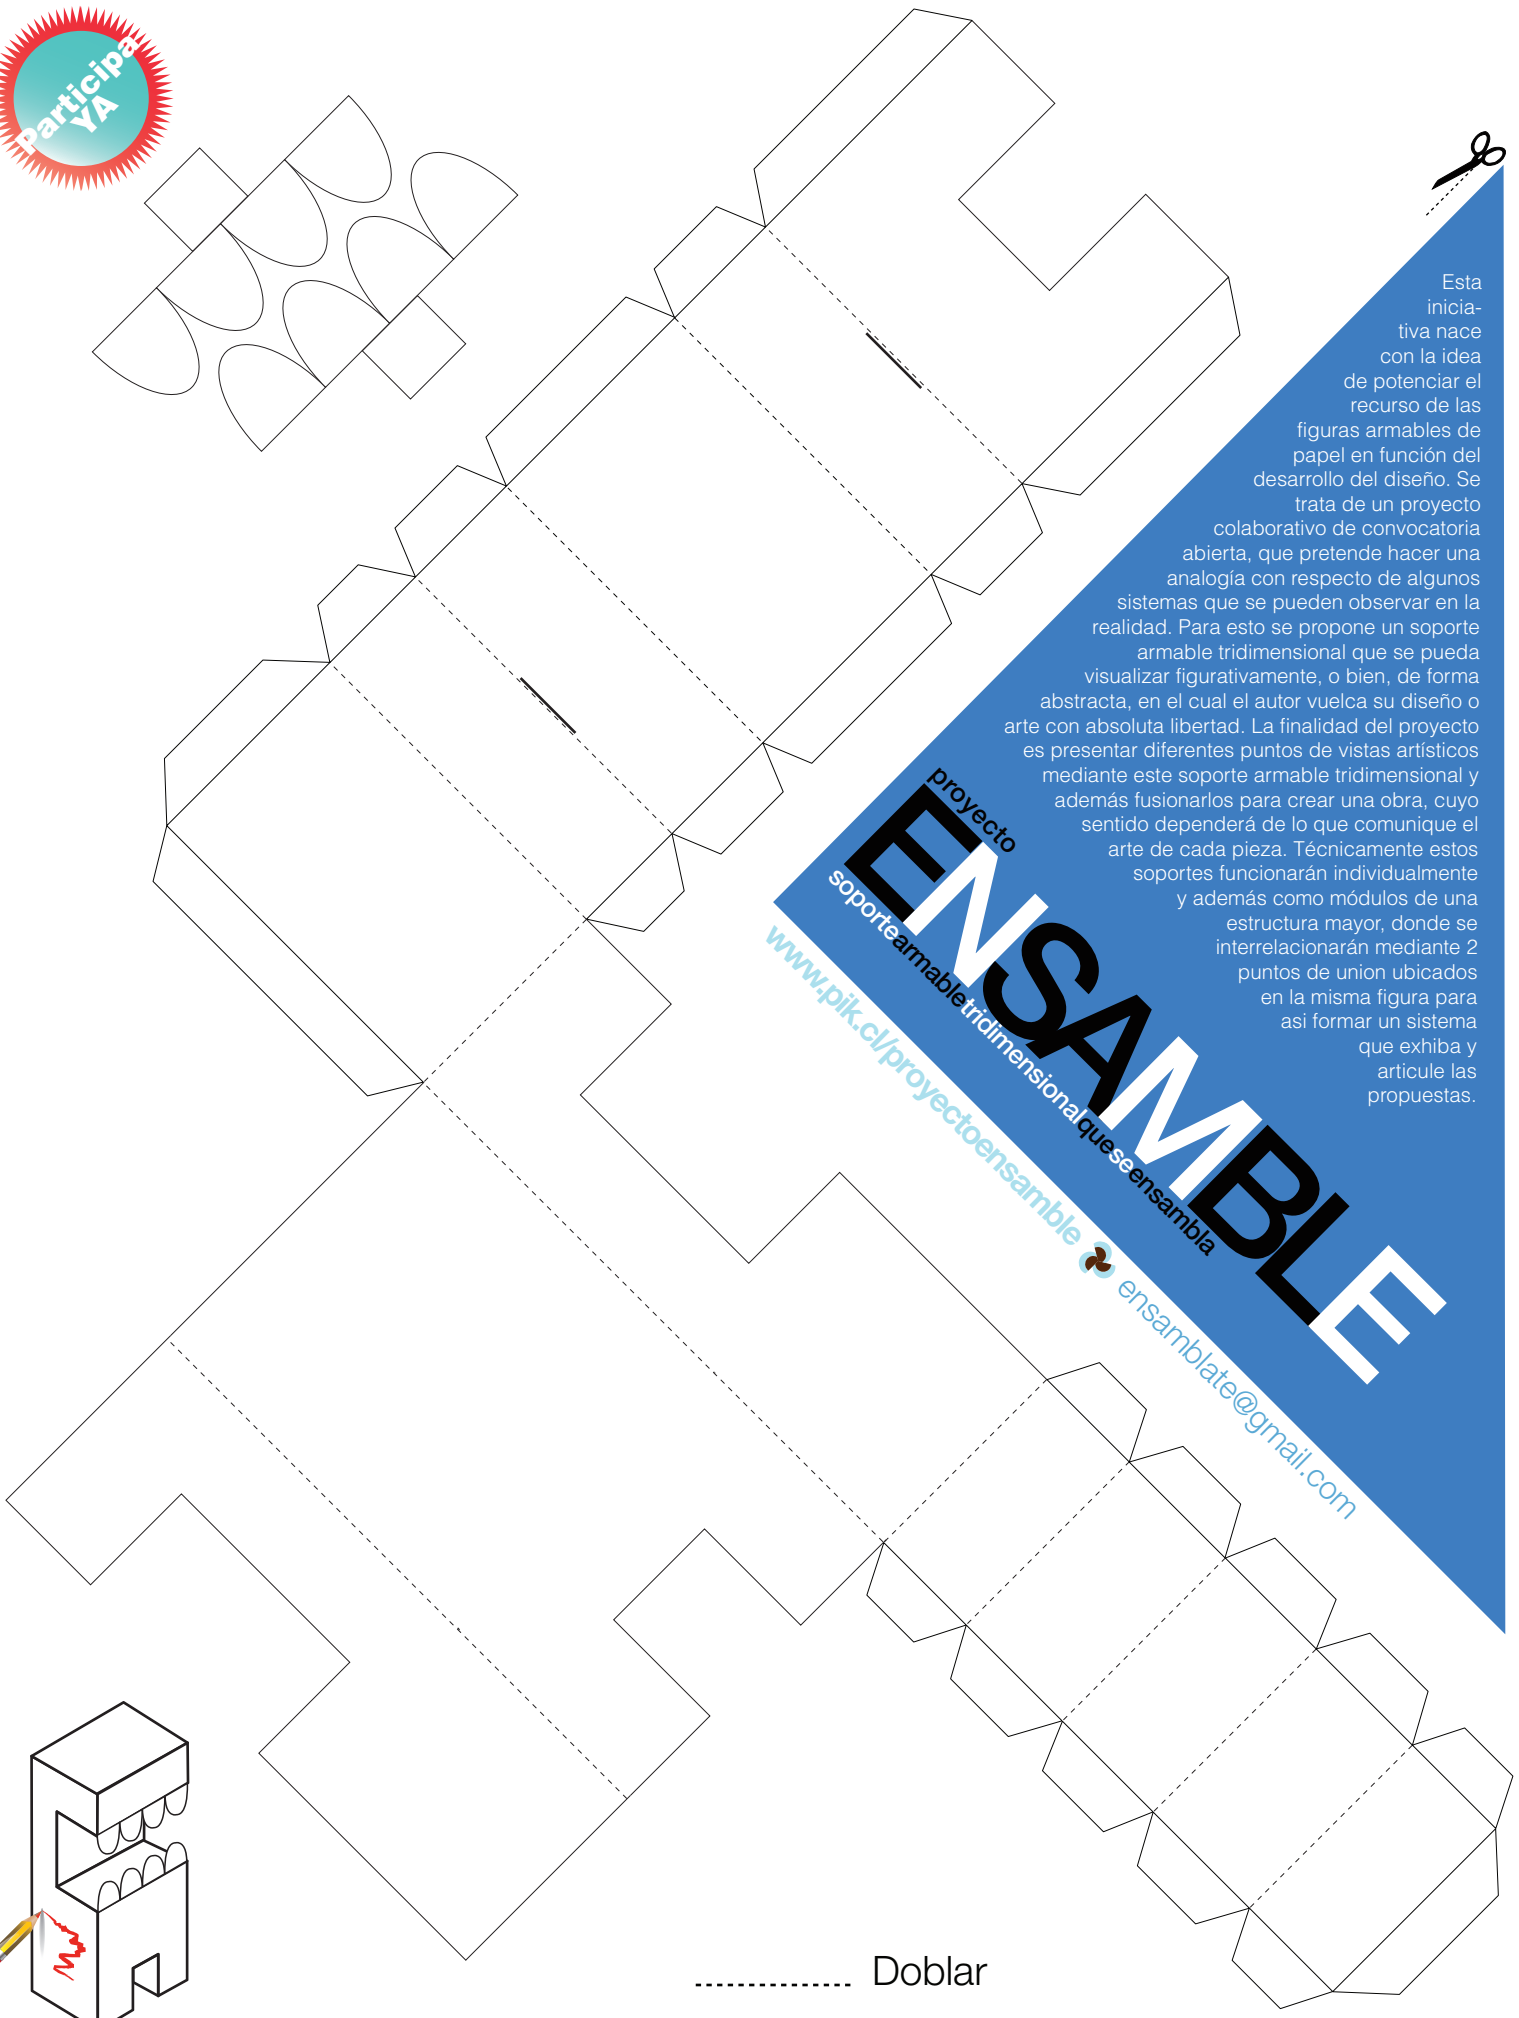 Participa
YA
Esta
inicia-
tiva nace
con la idea
de potenciar el
recurso de las
figuras armables de
papel en función del
desarrollo del diseño. Se
trata de un proyecto
colaborativo de convocatoria
abierta, que pretende hacer una
analogía con respecto de algunos
sistemas que se pueden observar en la
realidad. Para esto se propone un soporte
armable tridimensional que se pueda
visualizar figurativamente, o bien, de forma
abstracta, en el cual el autor vuelca su diseño o
arte con absoluta libertad. La finalidad del proyecto
es presentar diferentes puntos de vistas artísticos
mediante este soporte armable tridimensional y
además fusionarlos para crear una obra, cuyo
sentido dependerá de lo que comunique el
arte de cada pieza. Técnicamente estos
soportes funcionarán individualmente
y además como módulos de una
estructura mayor, donde se
interrelacionarán mediante 2
puntos de union ubicados
en la misma figura para
asi formar un sistema
que exhiba y
articule las
propuestas.
proyecto
ENSAMBLE
soportearmabletridimensionalqueseensambla
www.pik.cl/proyectoensamble
ensamblate@gmail.com
Doblar